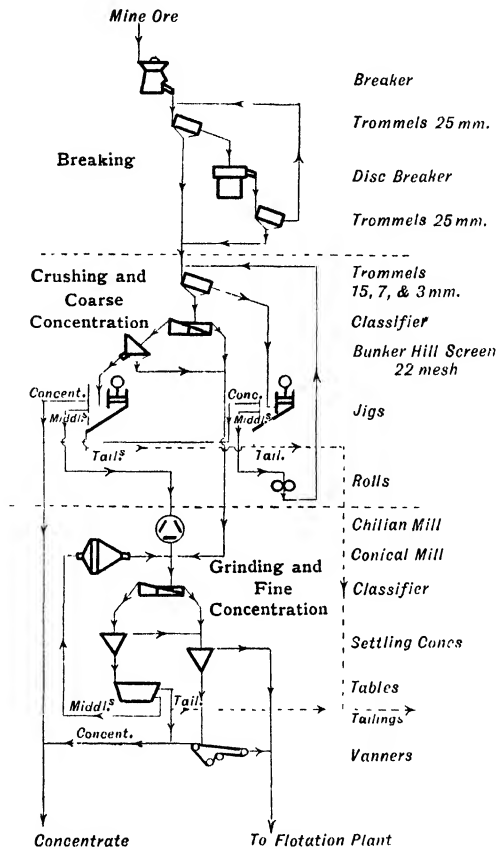 Mine Ore
Breaker
Trommels 25 mm.
Breaking
Disc Breaker
Trommels 25 mm.
Crushing and
Coarse
Concentration
Trommels
15, 7, & 3 mm.
Classifier
Bunker Hill Screen
22 mesh
Concent.
Middl.s
Conc.
Middl.s
Jigs
Tail.s
Tail.
Rolls
Chilian Mill
Conical Mill
Grinding and
Fine
Concentration
Classifier
Settling Cones
Tables
Middl.s
Tail.
Tailings
Concent.
Vanners
Concentrate
To Flotation Plant